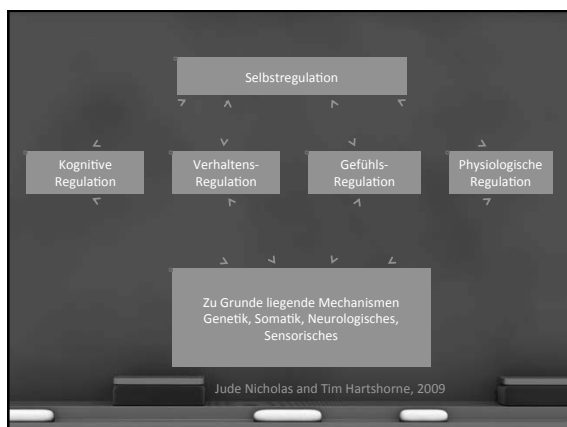 Selbstregulation
Kognitive
Regulation
Verhaltens-
Regulation
Gefühls-
Regulation
Physiologische
Regulation
Zu Grunde liegende Mechanismen
Genetik, Somatik, Neurologisches,
Sensorisches
Jude Nicholas and Tim Hartshorne, 2009